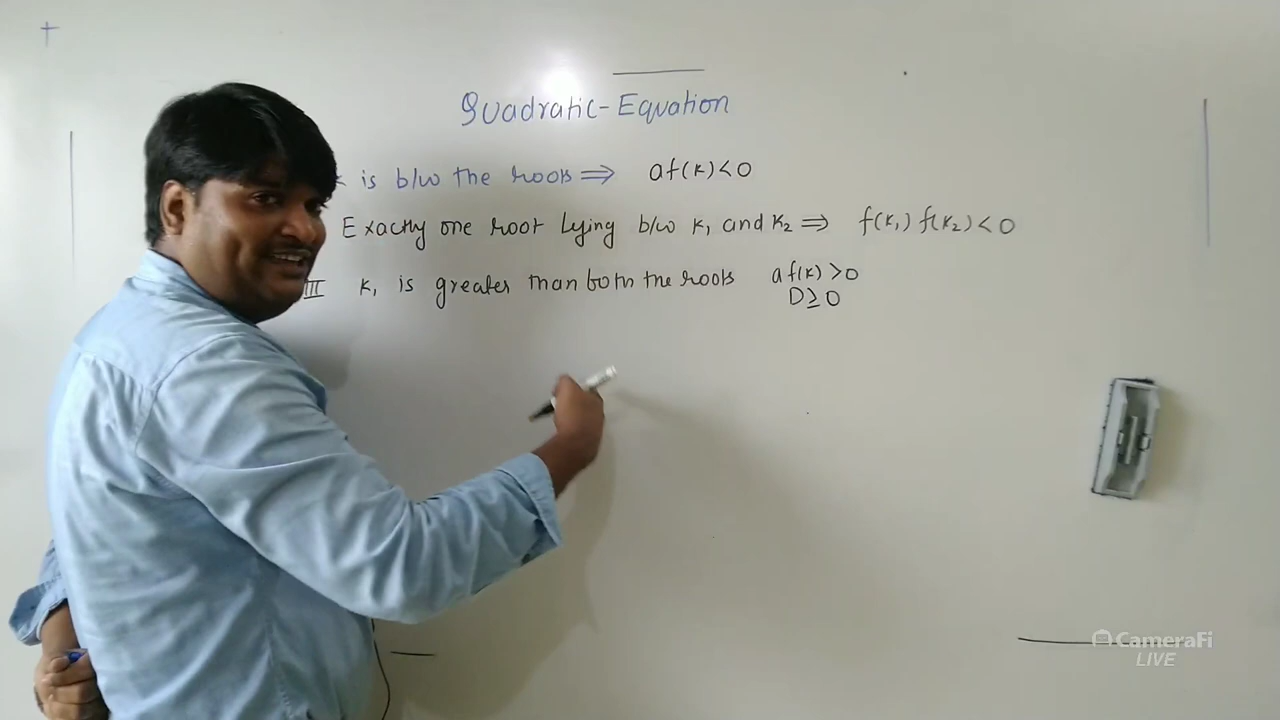 Quadratic-Equation
k is b/w the roots ⇒ af(k)<0
Exactly one root lying b/w k₁ and k₂ ⇒ f(k₁) f(k₂)<0
III k₁ is greater than both the roots af(k)>0
D≥0
CameraFi
LIVE